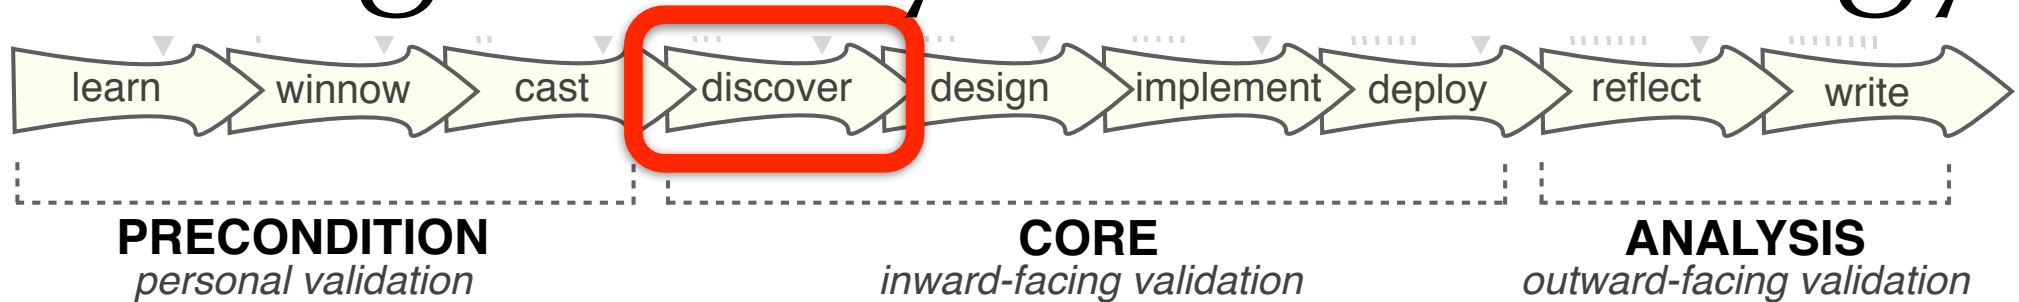 learn winnow cast discover design implement deploy reflect write
PRECONDITION CORE ANALYSIS
personal validation inward-facing validation outward-facing validation